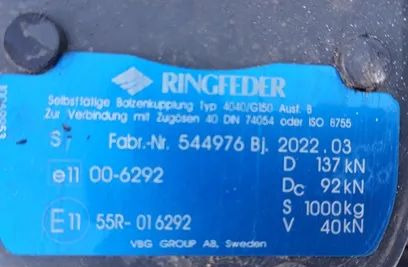 RINGFEDER
Selbsttätige Bolzenkupplung Typ 4040/G150 Ausf. B
Zur Verbindung mit Zugösen 40 DIN 74054 oder ISO 8755
S Fabr.-Nr. 544976 Bj. 2022.03
D 137 kN
e11 00-6292 Dc 92 kN
S 1000 kg
E11 55R-01 6292 V 40 kN
VBG GROUP AB, Sweden